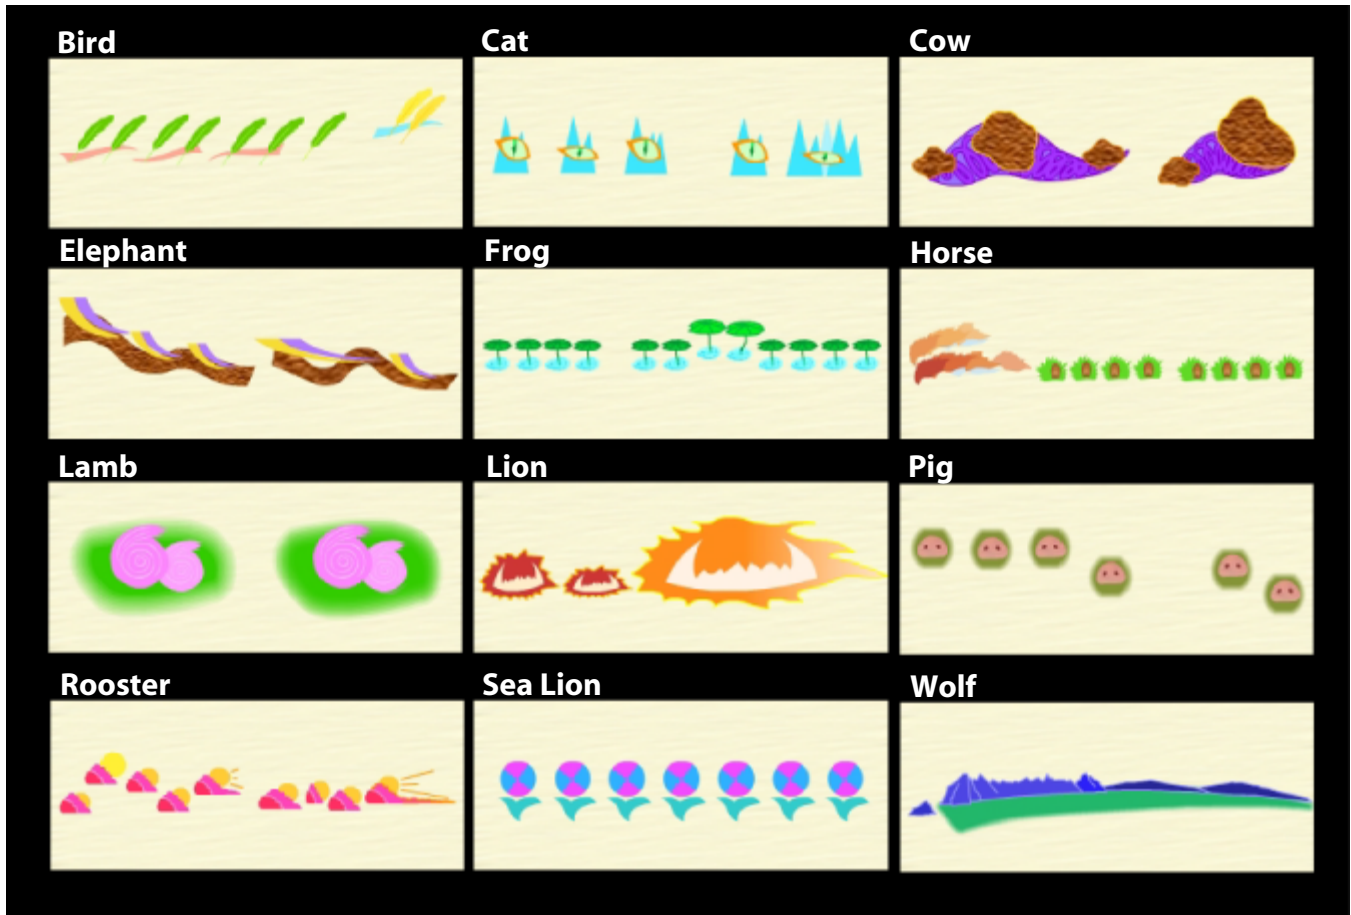 Bird
Cat
Cow
Elephant
Frog
Horse
Lamb
Lion
Pig
Rooster
Sea Lion
Wolf